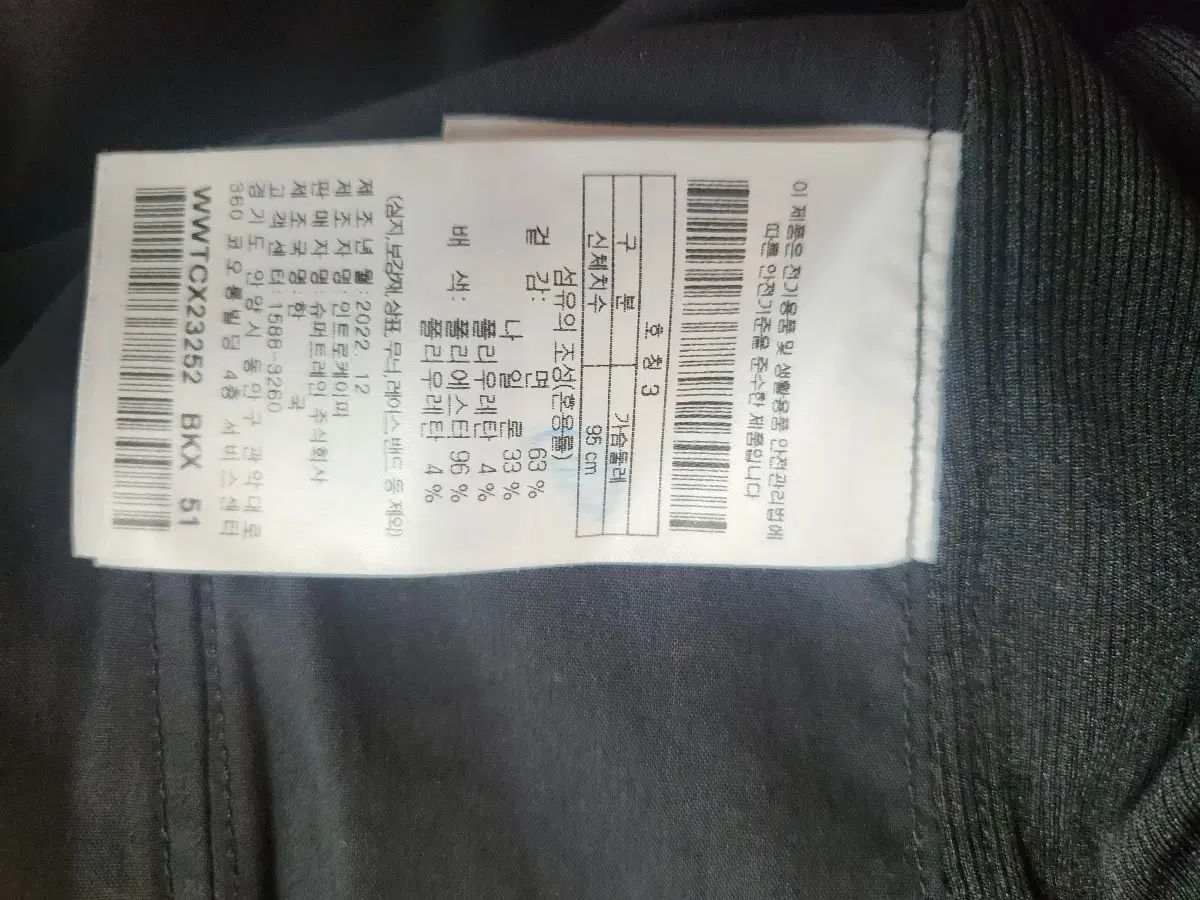 이 제품은 전기용품 및 생활용품 안전관리법에
따른 안전기준을 준수한 제품입니다
호 칭 3
구 분 가슴둘레
신체치수 95 cm
섬유의 조성(혼용률)
겉 감: 면 63 %
나 일 론 33 %
폴리우레탄 4 %
배 색: 폴리에스터 96 %
폴리우레탄 4 %
(심지,보강재,상표 무늬 레이스,밴드 등 제외)
제 조 년 월 2022. 12
제 조 자 명 인트로케이피
판 매 자 명 슈퍼트레인 주식회사
제 조 국 명: 한 국
고 객 센 터 1588-3260
경 기 도 안 양 시 동 안 구 관 악 대 로
360 코 오 롱 빌 딩 4 층 서 비 스 센 터
WWTCX23252 BKX 51